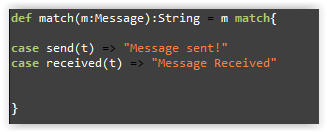 def match(m:Message):String = m match{
case send(t) => "Message sent!"
case received(t) => "Message Received"
}